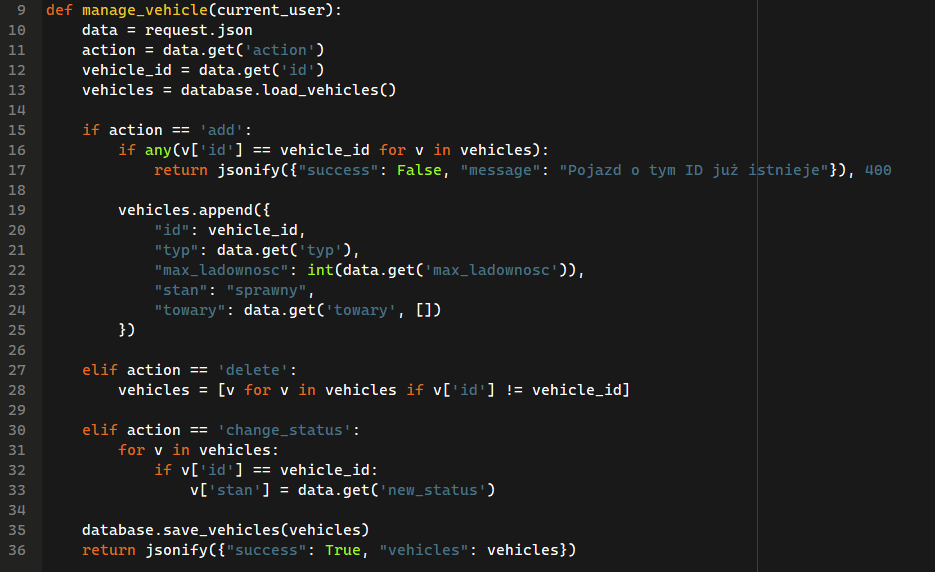 9 def manage_vehicle(current_user):
10     data = request.json
11     action = data.get('action')
12     vehicle_id = data.get('id')
13     vehicles = database.load_vehicles()
14
15     if action == 'add':
16         if any(v['id'] == vehicle_id for v in vehicles):
17             return jsonify({"success": False, "message": "Pojazd o tym ID już istnieje"}), 400
18
19         vehicles.append({
20             "id": vehicle_id,
21             "typ": data.get('typ'),
22             "max_ladownosc": int(data.get('max_ladownosc')),
23             "stan": "sprawny",
24             "towary": data.get('towary', [])
25         })
26
27     elif action == 'delete':
28         vehicles = [v for v in vehicles if v['id'] != vehicle_id]
29
30     elif action == 'change_status':
31         for v in vehicles:
32             if v['id'] == vehicle_id:
33                 v['stan'] = data.get('new_status')
34
35     database.save_vehicles(vehicles)
36     return jsonify({"success": True, "vehicles": vehicles})